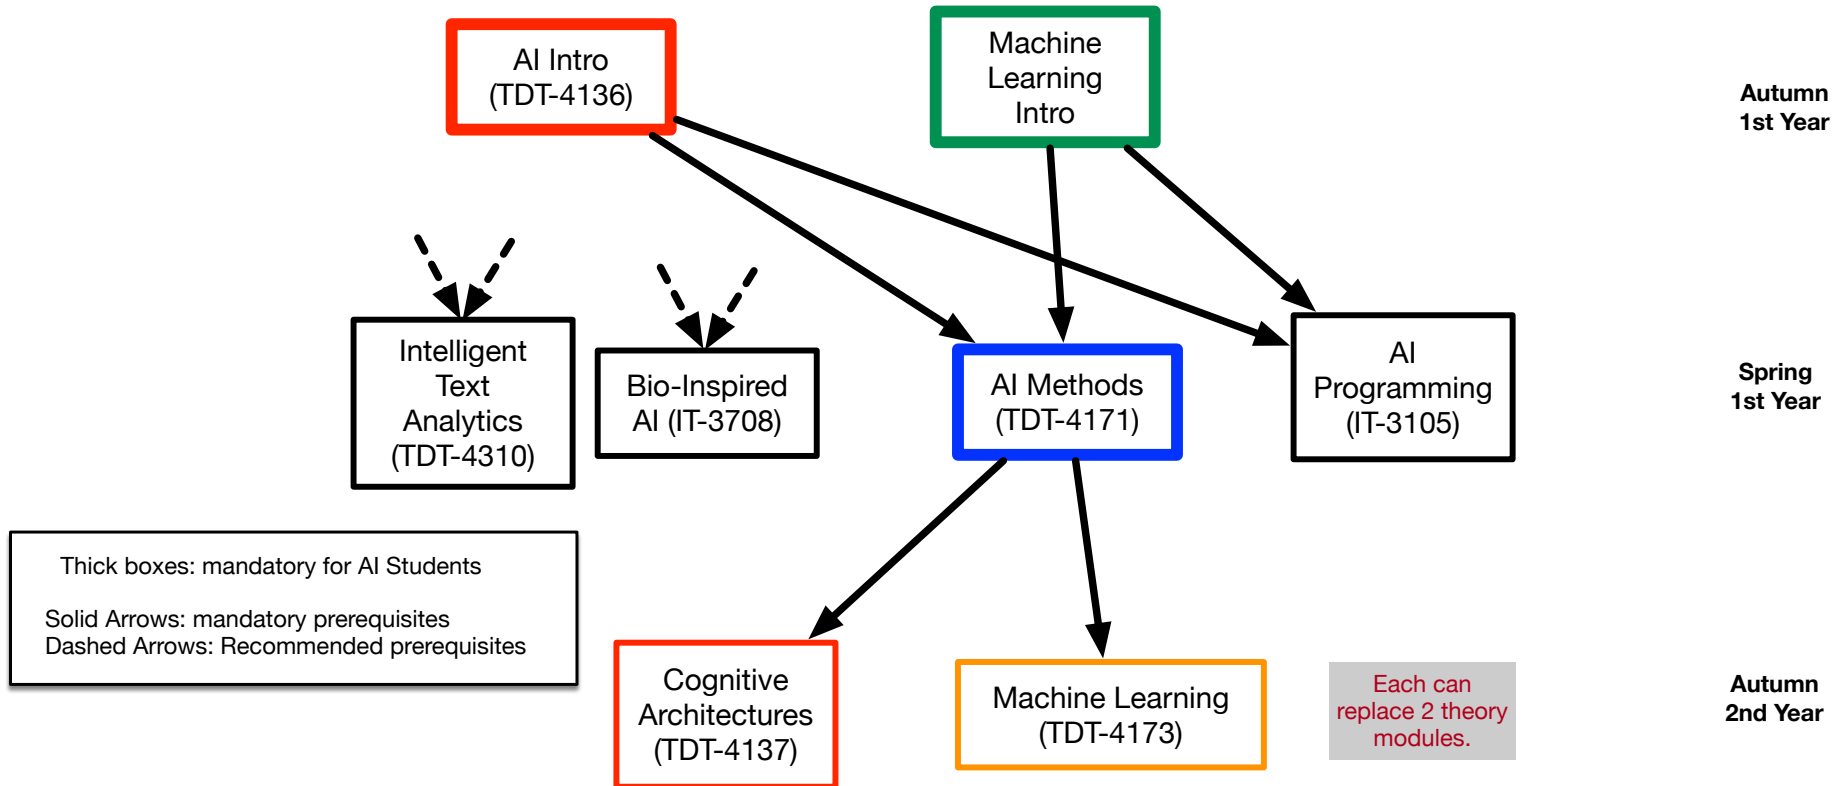 AI Intro
(TDT-4136)
Machine
Learning
Intro
Autumn
1st Year
Intelligent
Text
Analytics
(TDT-4310)
Bio-Inspired
AI (IT-3708)
AI Methods
(TDT-4171)
AI
Programming
(IT-3105)
Spring
1st Year
Thick boxes: mandatory for AI Students
Solid Arrows: mandatory prerequisites
Dashed Arrows: Recommended prerequisites
Cognitive
Architectures
(TDT-4137)
Machine Learning
(TDT-4173)
Each can
replace 2 theory
modules.
Autumn
2nd Year